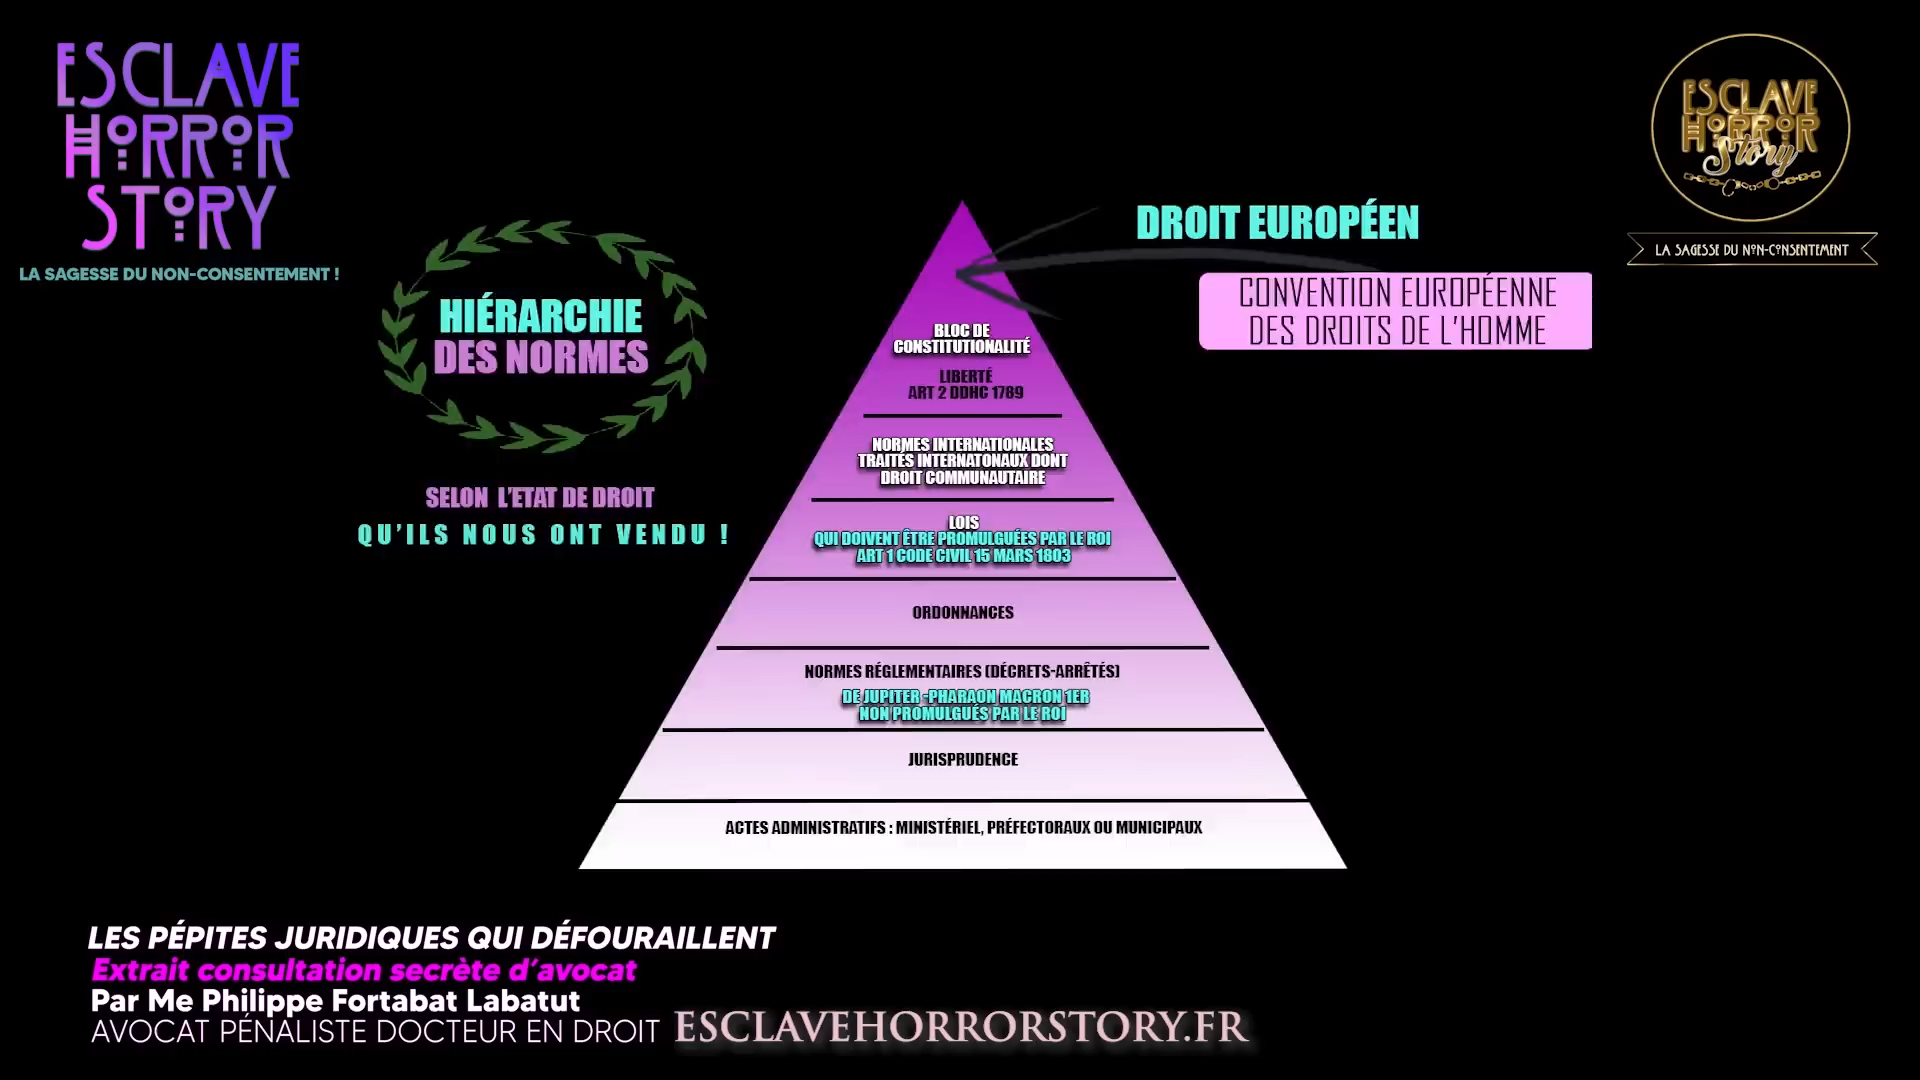 ESCLAVE
HORROR
STORY
LA SAGESSE DU NON-CONSENTEMENT !
ESCLAVE
HORROR
Story
LA SAGESSE DU NON-CONSENTEMENT
HIÉRARCHIE
DES NORMES
SELON L'ETAT DE DROIT
QU'ILS NOUS ONT VENDU !
DROIT EUROPÉEN
CONVENTION EUROPÉENNE
DES DROITS DE L'HOMME
BLOC DE
CONSTITUTIONALITÉ
LIBERTÉ
ART 2 DDHC 1789
NORMES INTERNATIONALES
TRAITÉS INTERNATONAUX DONT
DROIT COMMUNAUTAIRE
LOIS
QUI DOIVENT ÊTRE PROMULGUÉES PAR LE ROI
ART 1 CODE CIVIL 15 MARS 1803
ORDONNANCES
NORMES RÉGLEMENTAIRES (DÉCRETS-ARRÊTÉS)
DE JUPITER -PHARAON MACRON 1ER
NON PROMULGUÉS PAR LE ROI
JURISPRUDENCE
ACTES ADMINISTRATIFS : MINISTÉRIEL, PRÉFECTORAUX OU MUNICIPAUX
LES PÉPITES JURIDIQUES QUI DÉFOURAILLENT
Extrait consultation secrète d'avocat
Par Me Philippe Fortabat Labatut
AVOCAT PÉNALISTE DOCTEUR EN DROIT
ESCLAVEHORRORSTORY.FR